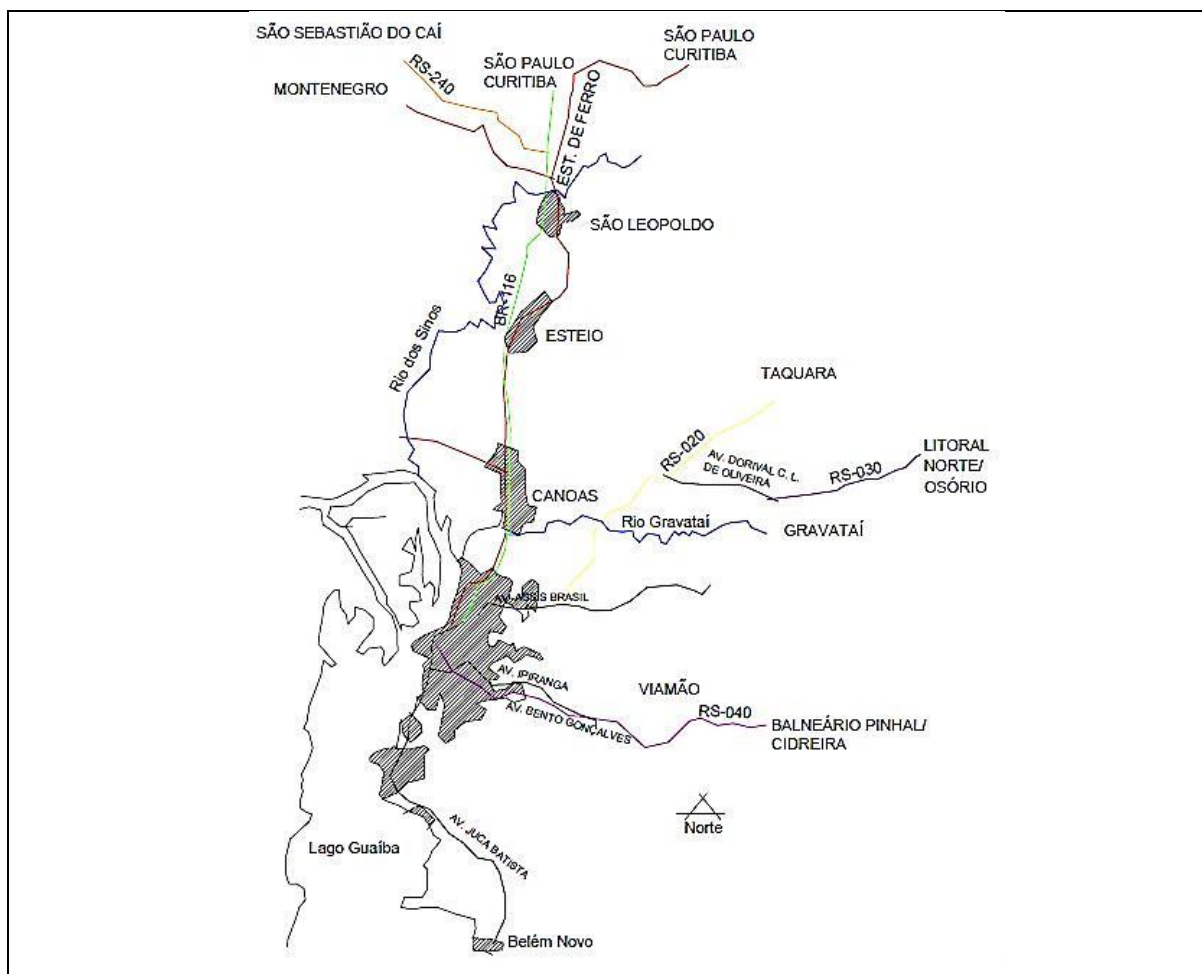 SÃO SEBASTIÃO DO CAÍ
SÃO PAULO
CURITIBA
SÃO PAULO
CURITIBA
RS-240
MONTENEGRO
EST. DE FERRO
SÃO LEOPOLDO
BR-116
ESTEIO
Rio dos Sinos
TAQUARA
RS-020
AV. DORIVAL C. L.
DE OLIVEIRA
RS-030
LITORAL
NORTE/
OSÓRIO
CANOAS
Rio Gravataí
GRAVATAÍ
AV. ASSIS BRASIL
AV. IPIRANGA
VIAMÃO
AV. BENTO GONÇALVES
RS-040
BALNEÁRIO PINHAL/
CIDREIRA
Norte
AV. JUCA BATISTA
Lago Guaíba
Belém Novo